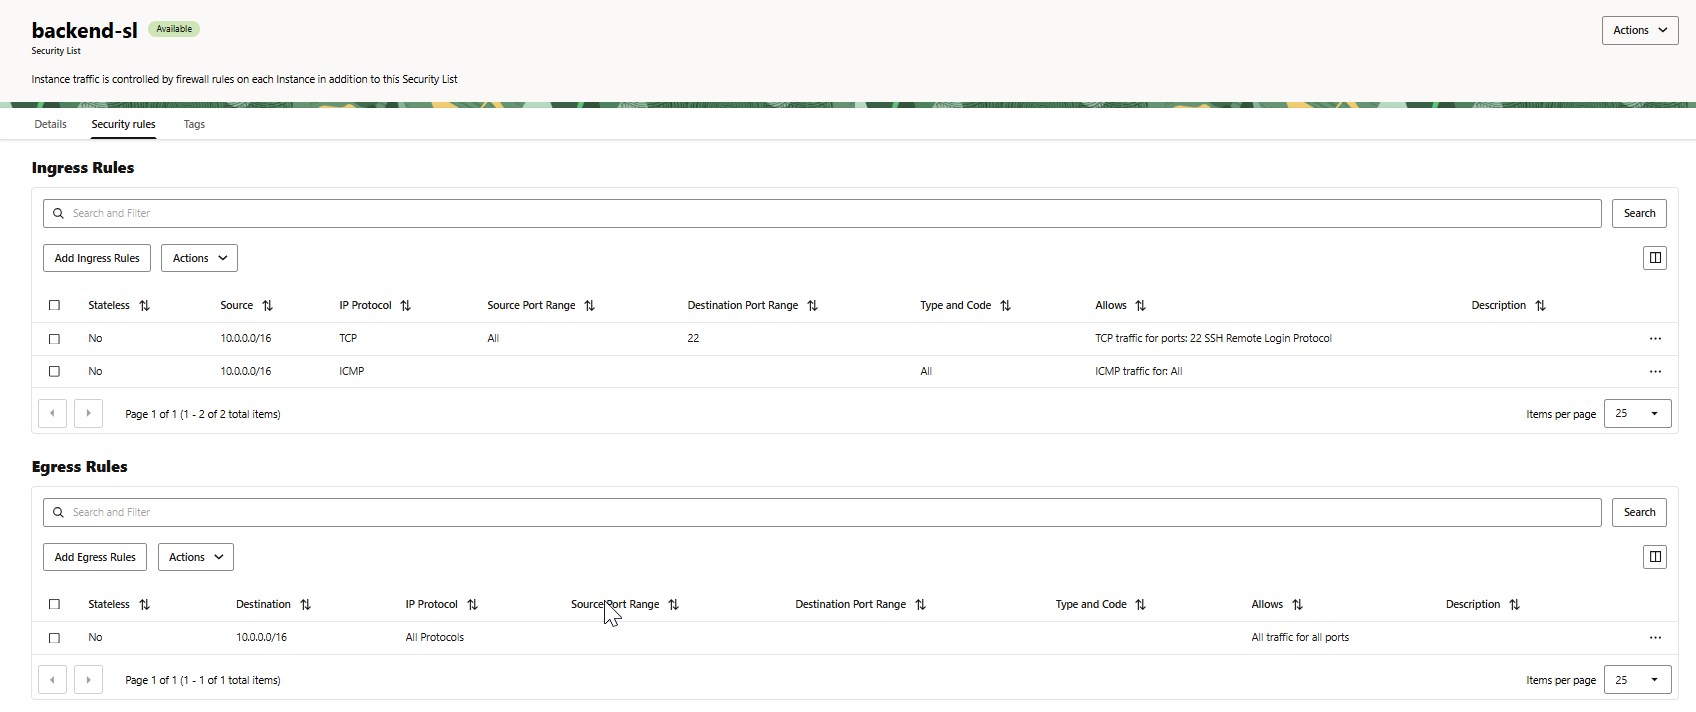 backend-sl Available
Actions
Security List
Instance traffic is controlled by firewall rules on each Instance in addition to this Security List
Details Security rules Tags
Ingress Rules
Search and Filter Search
Add Ingress Rules Actions
Stateless Source IP Protocol Source Port Range Destination Port Range Type and Code Allows Description
No 10.0.0.0/16 TCP All 22 TCP traffic for ports: 22 SSH Remote Login Protocol
No 10.0.0.0/16 ICMP All ICMP traffic for: All
Page 1 of 1 (1 - 2 of 2 total items) Items per page 25
Egress Rules
Search and Filter Search
Add Egress Rules Actions
Stateless Destination IP Protocol Source Port Range Destination Port Range Type and Code Allows Description
No 10.0.0.0/16 All Protocols All traffic for all ports
Page 1 of 1 (1 - 1 of 1 total items) Items per page 25